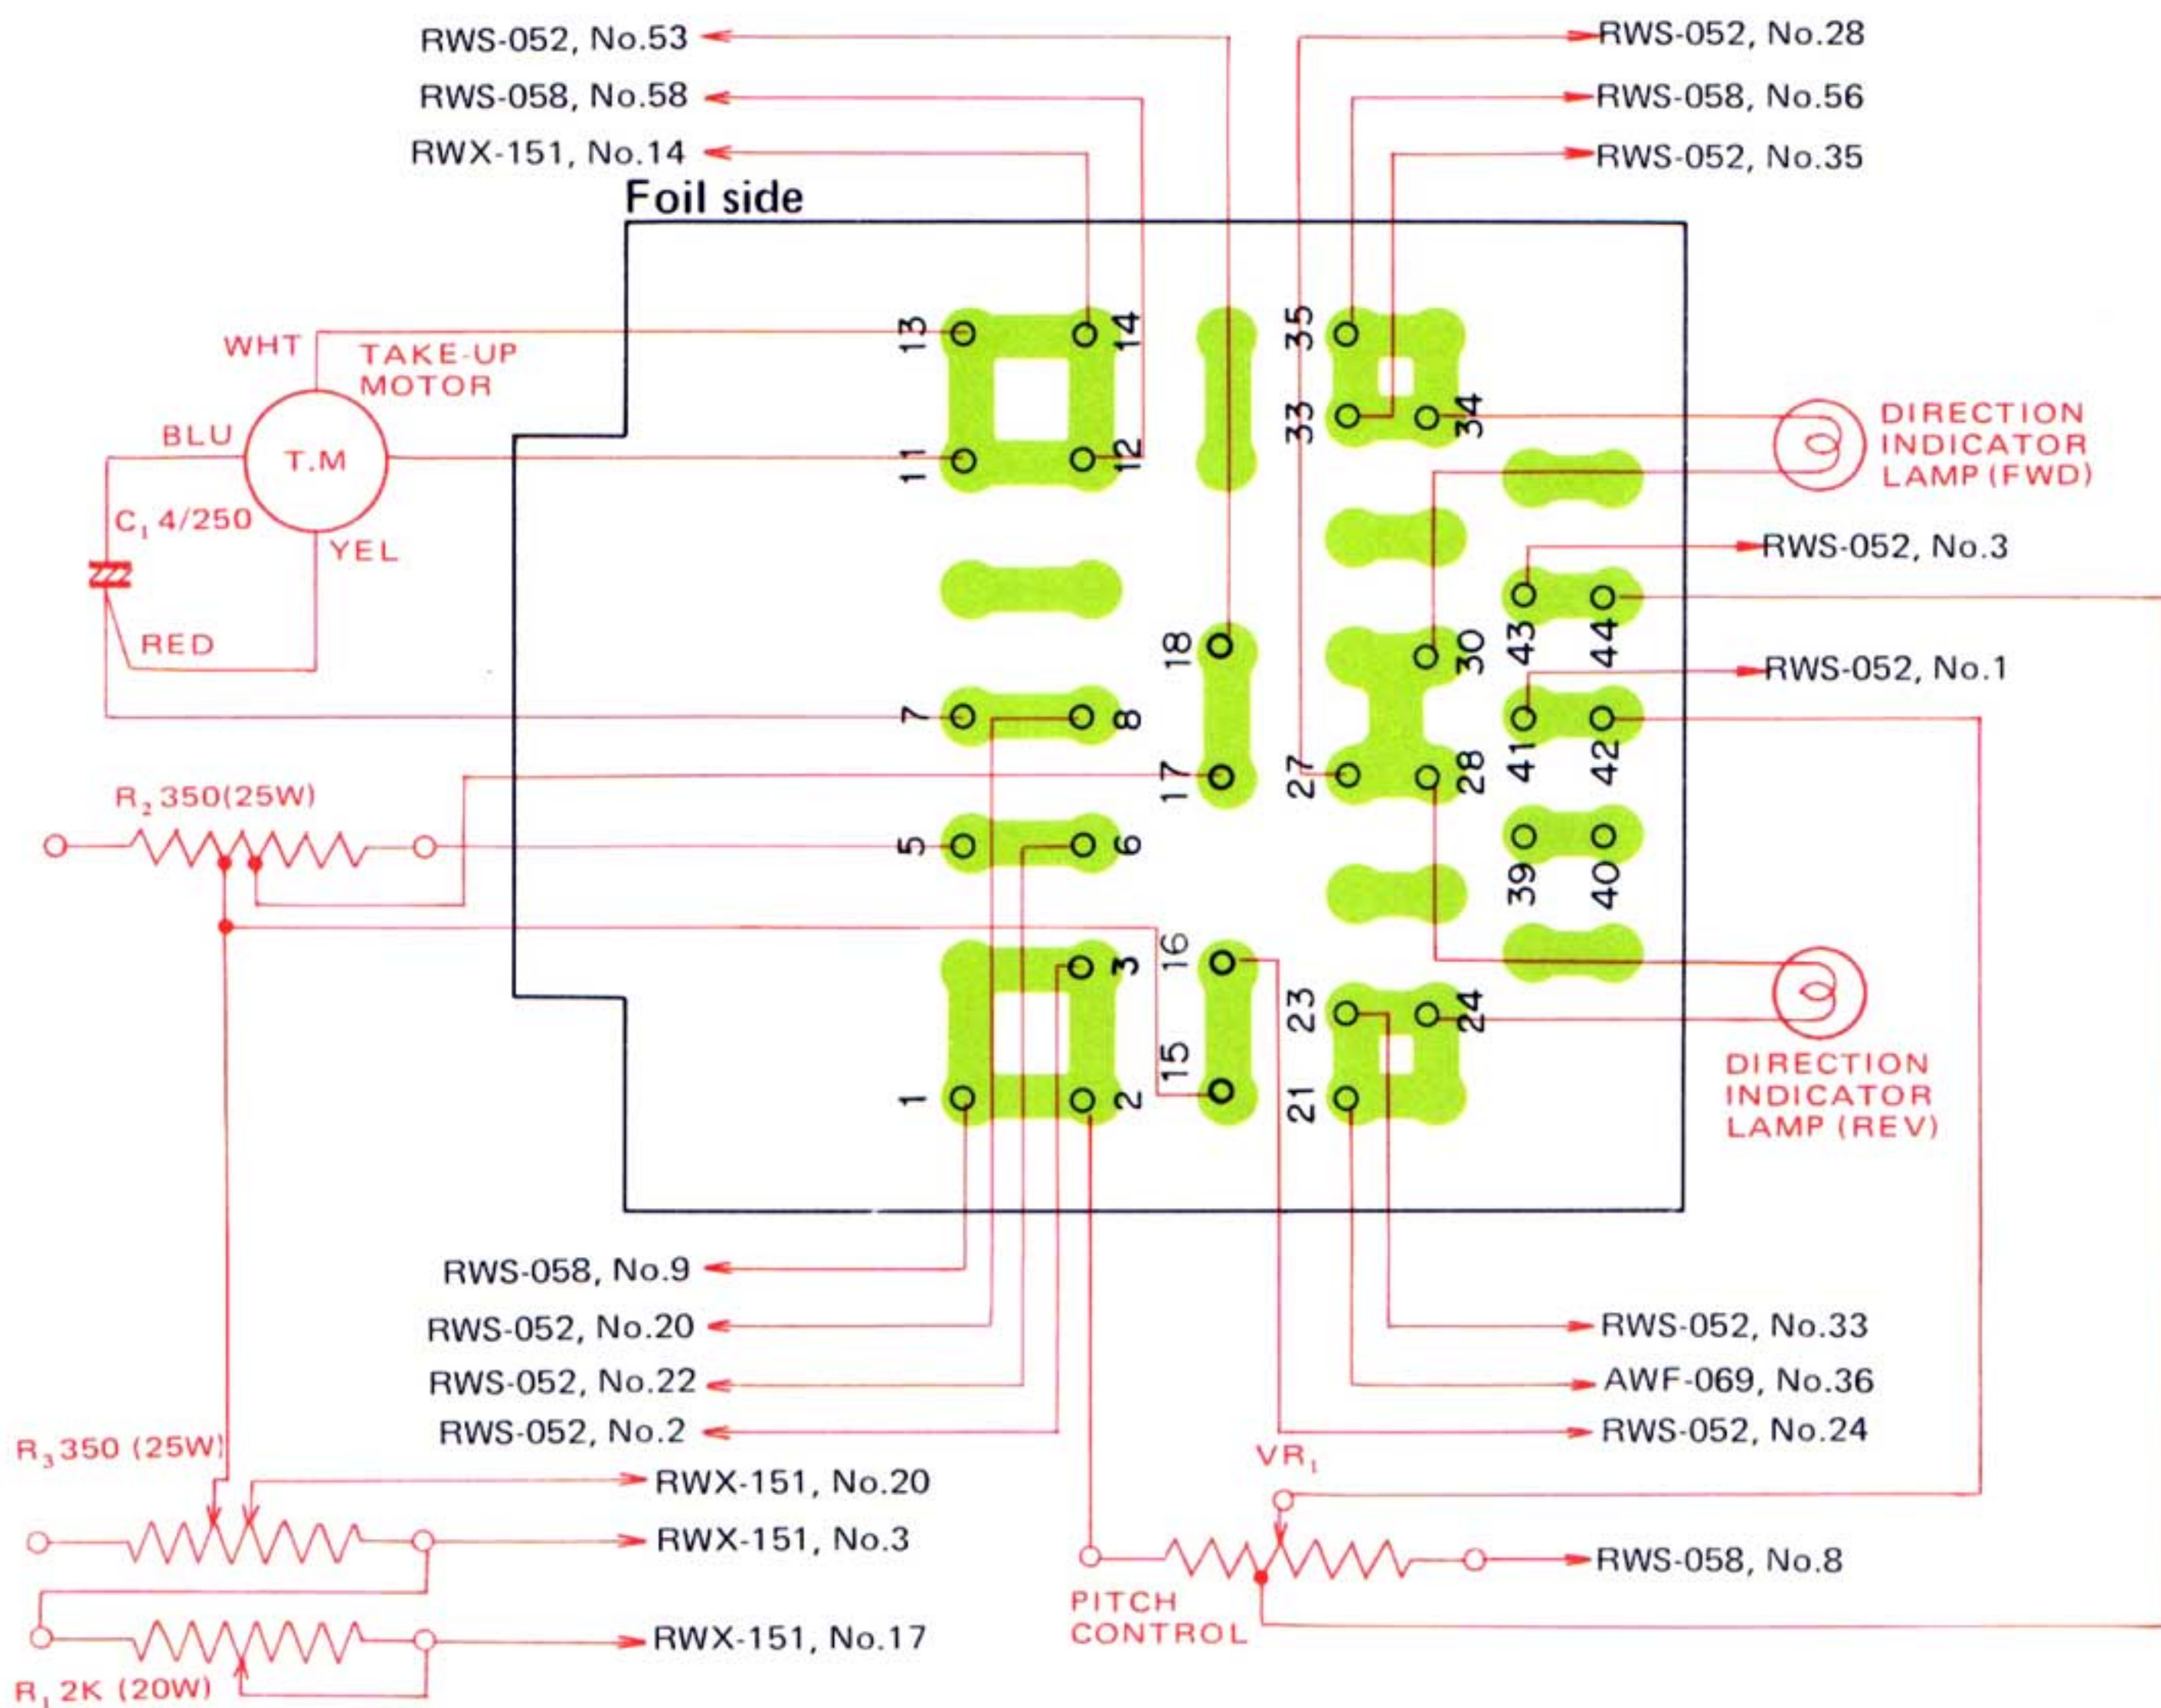 RWS-052, No.53
RWS-058, No.58
RWX-151, No.14
RWS-052, No.28
RWS-058, No.56
RWS-052, No.35
Foil side
WHT
TAKE-UP
MOTOR
BLU
T.M
C₁ 4/250
YEL
RED
13
14
11
12
35
33
34
DIRECTION
INDICATOR
LAMP (FWD)
RWS-052, No.3
43
44
18
30
RWS-052, No.1
7
8
17
27
28
41
42
R₂ 350(25W)
5
6
39
40
3
16
23
24
1
2
15
21
DIRECTION
INDICATOR
LAMP (REV)
RWS-058, No.9
RWS-052, No.20
RWS-052, No.22
RWS-052, No.2
RWS-052, No.33
AWF-069, No.36
RWS-052, No.24
R₃ 350 (25W)
RWX-151, No.20
RWX-151, No.3
RWX-151, No.17
R₁ 2K (20W)
VR₁
RWS-058, No.8
PITCH
CONTROL